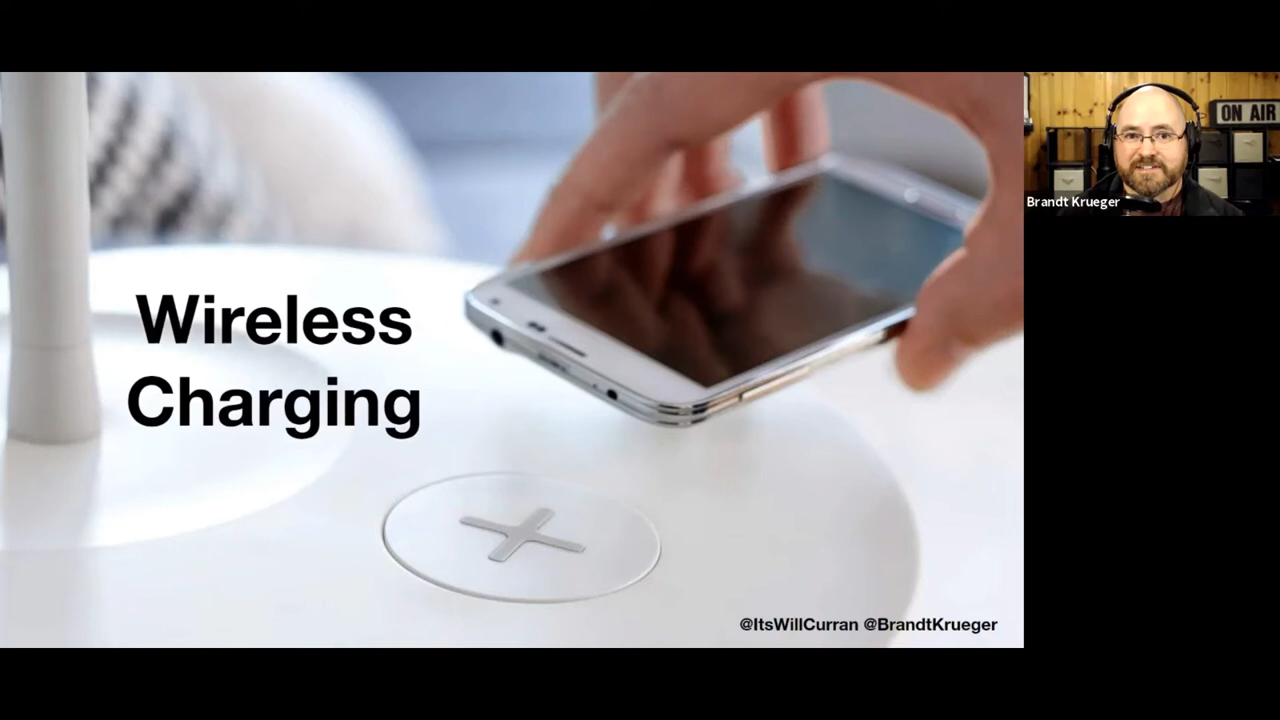 ON AIR
Brandt Krueger
Wireless
Charging
@ItsWillCurran @BrandtKrueger